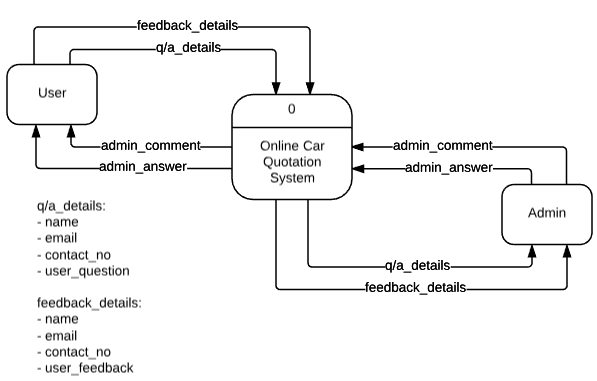 feedback_details
q/a_details
User
0
admin_comment
admin_comment
Online Car
Quotation
System
admin_answer
admin_answer
q/a_details:
- name
- email
- contact_no
- user_question
Admin
q/a_details
feedback_details
feedback_details:
- name
- email
- contact_no
- user_feedback